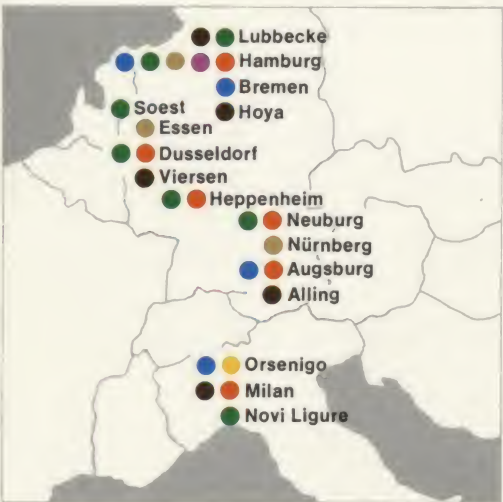 Lubbecke
Hamburg
Bremen
Hoya
Soest
Essen
Dusseldorf
Viersen
Heppenheim
Neuburg
Nürnberg
Augsburg
Alling
Orsenigo
Milan
Novi Ligure